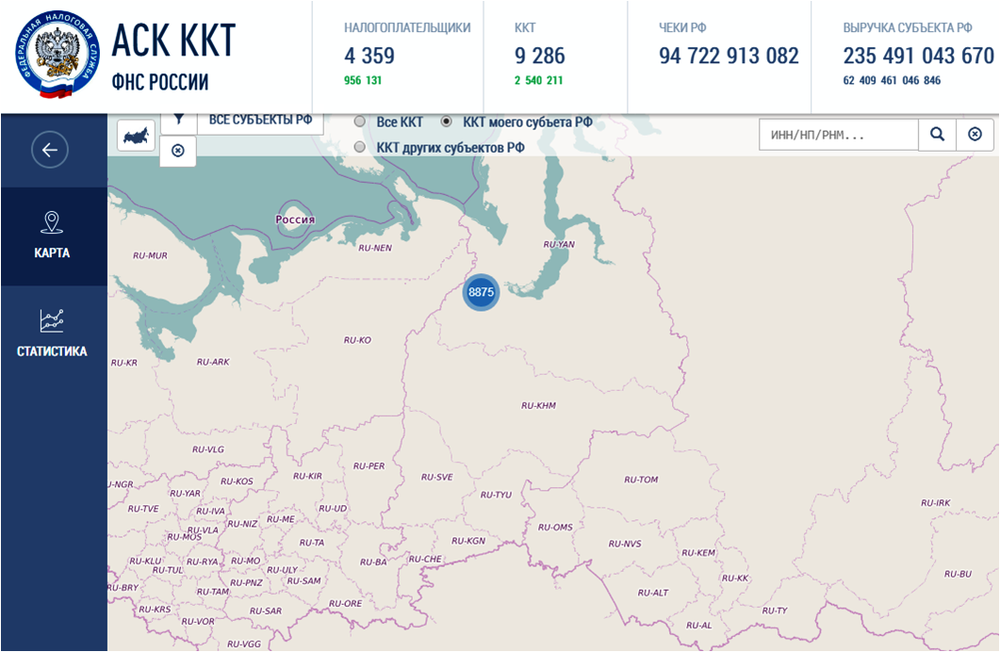 ФЕДЕРАЛЬНАЯ НАЛОГОВАЯ СЛУЖБА
АСК ККТ
ФНС РОССИИ
НАЛОГОПЛАТЕЛЬЩИКИ
4 359
956 131
ККТ
9 286
2 540 211
ЧЕКИ РФ
94 722 913 082
ВЫРУЧКА СУБЪЕКТА РФ
235 491 043 670
62 409 461 046 846
ВСЕ СУБЪЕКТЫ РФ
Все ККТ
ККТ моего субъета РФ
ККТ других субъектов РФ
ИНН/НП/РНМ...
КАРТА
СТАТИСТИКА
Россия
RU-MUR
RU-NEN
RU-YAN
8875
RU-KO
RU-KR
RU-ARK
RU-KHM
RU-VLG
RU-PER
RU-KIR
RU-SVE
RU-KOS
U-NGR
RU-YAR
RU-TYU
RU-TOM
RU-IRK
RU-TVE
RU-IVA
RU-UD
RU-NIZ
RU-ME
RU-VLA
RU-MOS
RU-OMS
RU-TA
RU-KGN
RU-NVS
RU-KEM
RU-KLU
RU-RYA
RU-MO
RU-BA
RU-CHE
RU-TUL
RU-ULY
RU-BU
RU-KK
RU-BRY
RU-PNZ
RU-SAM
RU-TAM
RU-ALT
RU-ORE
RU-KRS
RU-SAR
RU-TY
RU-VOR
RU-AL
RU-VGG